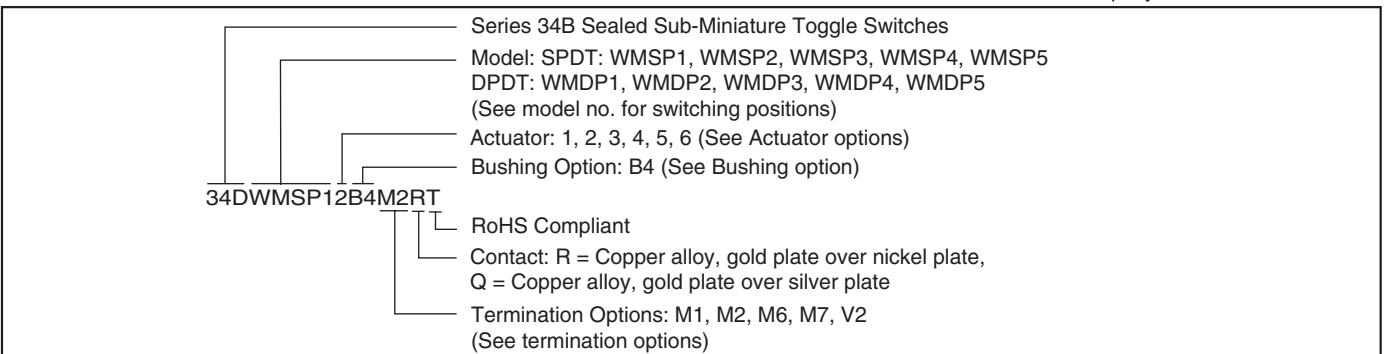 Series 34B Sealed Sub-Miniature Toggle Switches
Model: SPDT: WMSP1, WMSP2, WMSP3, WMSP4, WMSP5
DPDT: WMDP1, WMDP2, WMDP3, WMDP4, WMDP5
(See model no. for switching positions)
Actuator: 1, 2, 3, 4, 5, 6 (See Actuator options)
Bushing Option: B4 (See Bushing option)
34DWMSP12B4M2RT
RoHS Compliant
Contact: R = Copper alloy, gold plate over nickel plate,
Q = Copper alloy, gold plate over silver plate
Termination Options: M1, M2, M6, M7, V2
(See termination options)